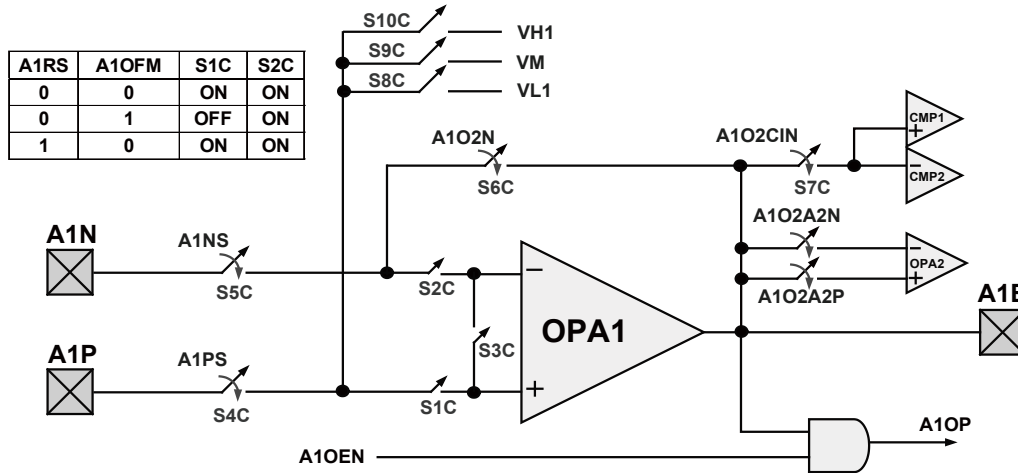 S10C
VH1
S9C
VM
S8C
VL1
A1RS A1OFM S1C S2C
0 0 ON ON
0 1 OFF ON
1 0 ON ON
A1O2N
S6C
A1O2CIN
S7C
CMP1
+
−
CMP2
A1N
A1NS
S5C
S2C
−
A1O2A2N
−
OPA2
+
A1O2A2P
S3C
OPA1
A1E
A1P
A1PS
S4C
S1C
+
A1OEN
A1OP